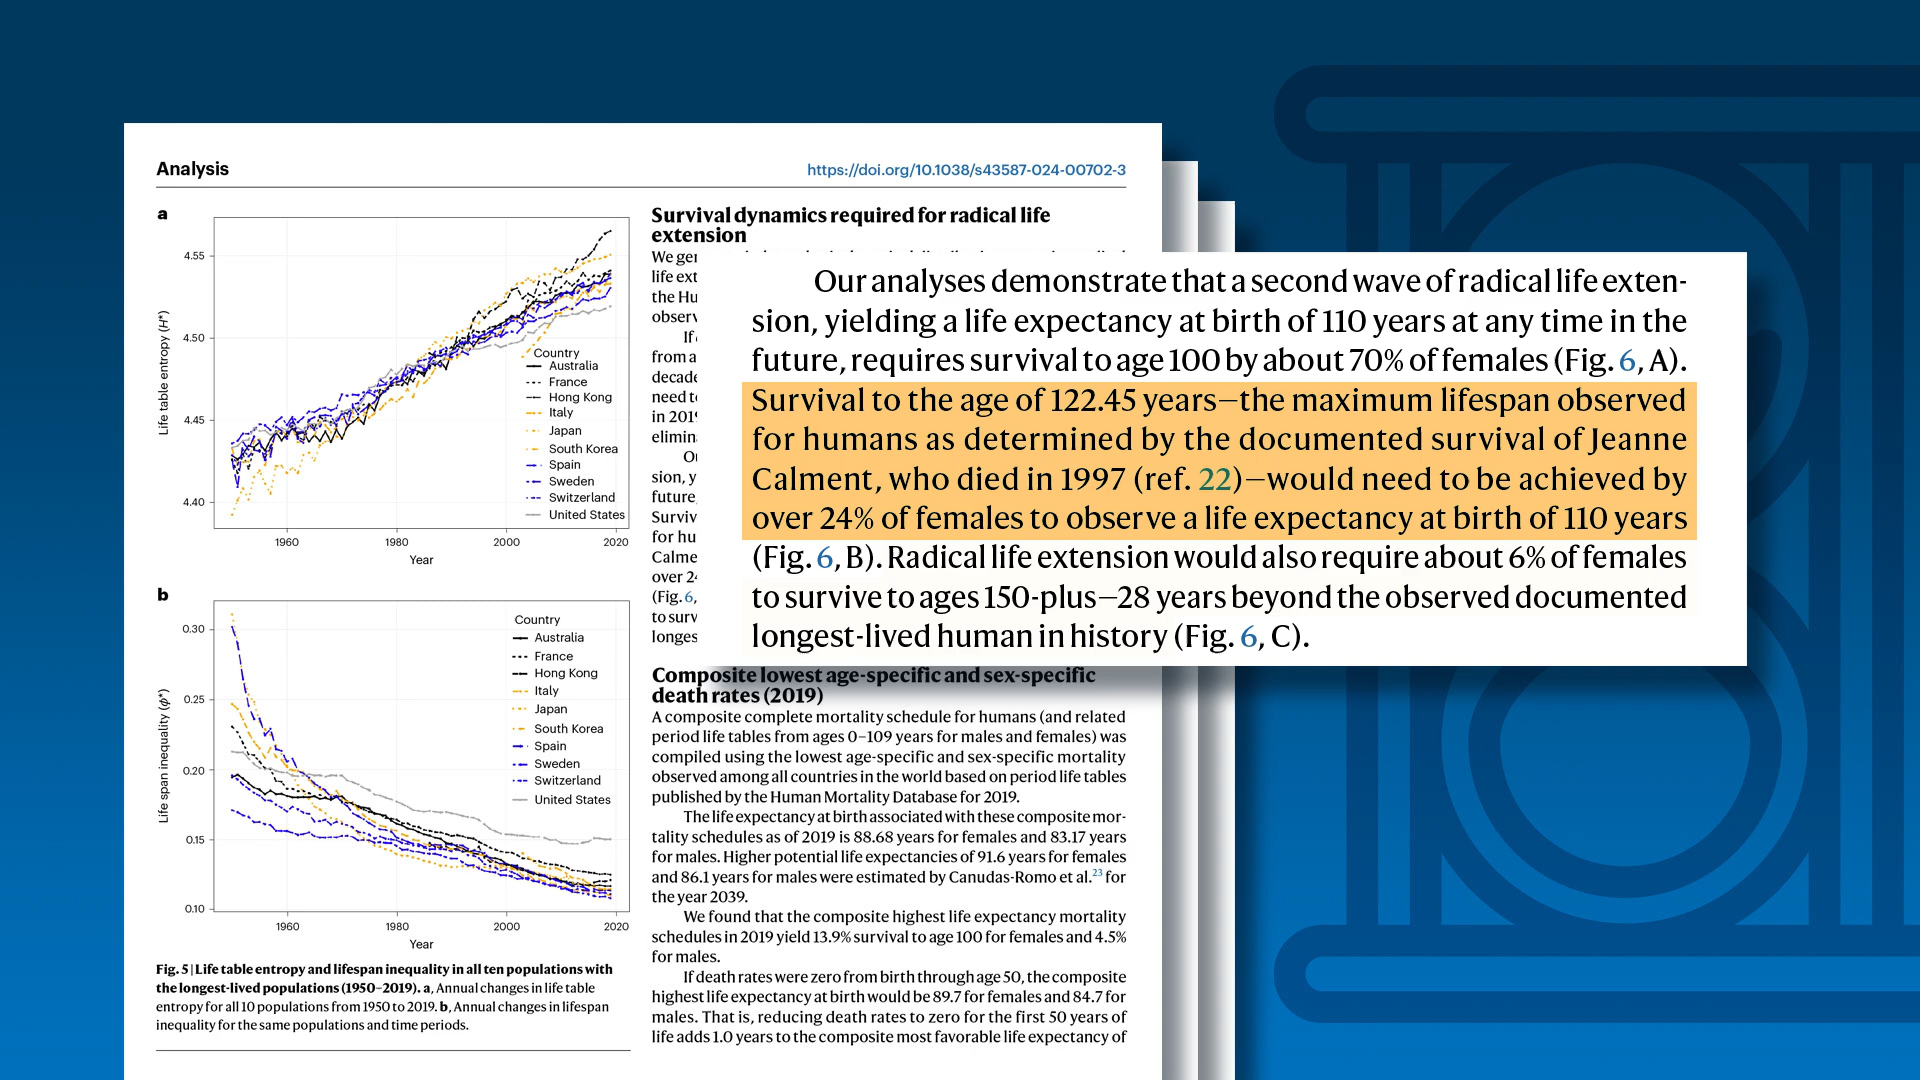 Analysis
https://doi.org/10.1038/s43587-024-00702-3
a
4.55
4.50
4.45
4.40
Life table entropy (H*)
Country
Australia
France
Hong Kong
Italy
Japan
South Korea
Spain
Sweden
Switzerland
United States
1960
1980
2000
2020
Year
b
0.30
0.25
0.20
0.15
0.10
Life span inequality (ϕ*)
Country
Australia
France
Hong Kong
Italy
Japan
South Korea
Spain
Sweden
Switzerland
United States
1960
1980
2000
2020
Year
Fig. 5 | Life table entropy and lifespan inequality in all ten populations with
the longest-lived populations (1950–2019). a, Annual changes in life table
entropy for all 10 populations from 1950 to 2019. b, Annual changes in lifespan
inequality for the same populations and time periods.
Survival dynamics required for radical life
extension
We
life
the
from a
need
in 2019
sion,
future,
for
over
(Fig. 6,
to
Our analyses demonstrate that a second wave of radical life exten-
sion, yielding a life expectancy at birth of 110 years at any time in the
future, requires survival to age 100 by about 70% of females (Fig. 6, A).
Survival to the age of 122.45 years—the maximum lifespan observed
for humans as determined by the documented survival of Jeanne
Calment, who died in 1997 (ref. 22)—would need to be achieved by
over 24% of females to observe a life expectancy at birth of 110 years
(Fig. 6, B). Radical life extension would also require about 6% of females
to survive to ages 150-plus—28 years beyond the observed documented
longest-lived human in history (Fig. 6, C).
Composite lowest age-specific and sex-specific
death rates (2019)
A composite complete mortality schedule for humans (and related
period life tables from ages 0–109 years for males and females) was
compiled using the lowest age-specific and sex-specific mortality
observed among all countries in the world based on period life tables
published by the Human Mortality Database for 2019.
The life expectancy at birth associated with these composite mor-
tality schedules as of 2019 is 88.68 years for females and 83.17 years
for males. Higher potential life expectancies of 91.6 years for females
and 86.1 years for males were estimated by Canudas-Romo et al.23 for
the year 2039.
We found that the composite highest life expectancy mortality
schedules in 2019 yield 13.9% survival to age 100 for females and 4.5%
for males.
If death rates were zero from birth through age 50, the composite
highest life expectancy at birth would be 89.7 for females and 84.7 for
males. That is, reducing death rates to zero for the first 50 years of
life adds 1.0 years to the composite most favorable life expectancy of